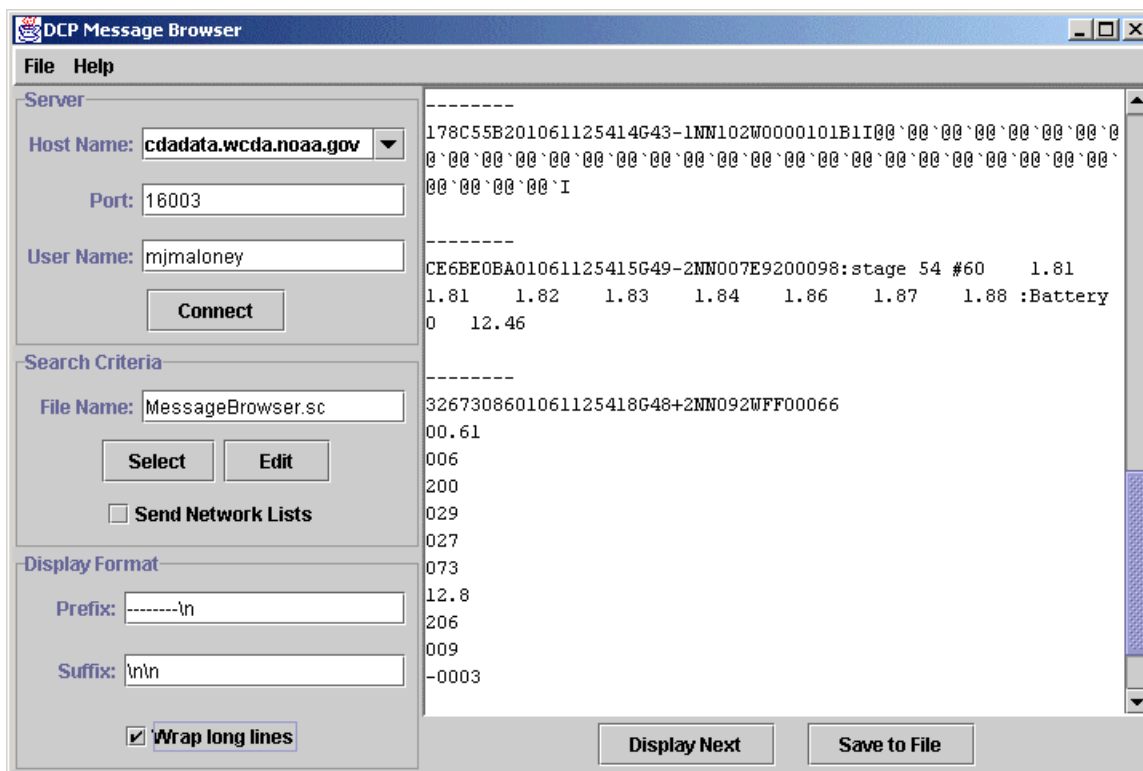 DCP Message Browser
File Help
Server
Host Name: cdadata.wcda.noaa.gov
Port: 16003
User Name: mjmaloney
Connect
Search Criteria
File Name: MessageBrowser.sc
Select Edit
Send Network Lists
Display Format
Prefix: --------\n
Suffix: \n\n
Wrap long lines
--------
178C55B201061125414G43-1NN102W0000101B1I@@`@@`@@`@@`@@`@@`@@`@
@`@@`@@`@@`@@`@@`@@`@@`@@`@@`@@`@@`@@`@@`@@`@@`@@`@@`@@`@@`@@`
@@`@@`@@`@@`I
--------
CE6BE0BA01061125415G49-2NN007E9200098:stage 54 #60    1.81
1.81    1.82    1.83    1.84    1.86    1.87    1.88 :Battery
0   12.46
--------
3267308601061125418G48+2NN092WFF00066
00.61
006
200
029
027
073
12.8
206
009
-0003
Display Next Save to File